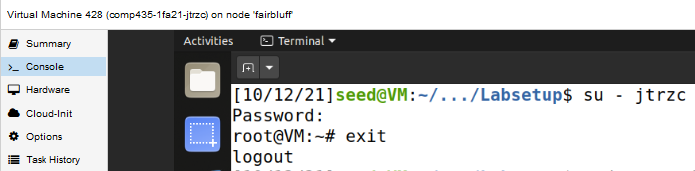 Virtual Machine 428 (comp435-1fa21-jtrzc) on node 'fairbluff'
Summary
Console
Hardware
Cloud-Init
Options
Task History
Activities
Terminal
[10/12/21]seed@VM:~/.../Labsetup$ su - jtrzc
Password:
root@VM:~# exit
logout